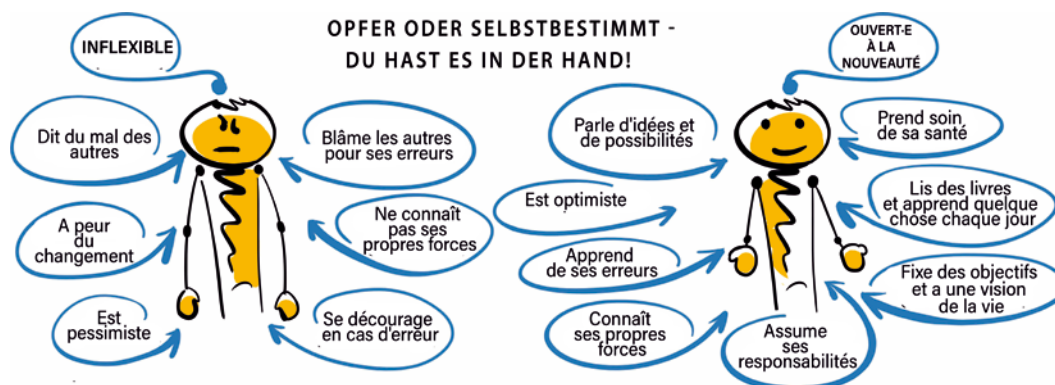 OPFER ODER SELBSTBESTIMMT -
DU HAST ES IN DER HAND!
INFLEXIBLE
Dit du mal des
autres
Blâme les autres
pour ses erreurs
A peur
du
changement
Ne connaît
pas ses
propres forces
Est
pessimiste
Se décourage
en cas d'erreur
OUVERT·E
À LA
NOUVEAUTÉ
Parle d'idées et
de possibilités
Prend soin
de sa santé
Est optimiste
Lis des livres
et apprend quelque
chose chaque jour
Apprend
de ses erreurs
Fixe des objectifs
et a une vision
de la vie
Connaît
ses propres
forces
Assume
ses
responsabilités